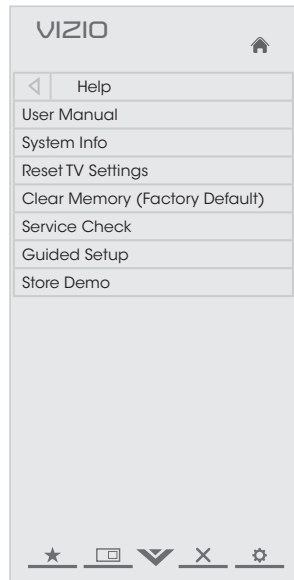 VIZIO
Help
User Manual
System Info
Reset TV Settings
Clear Memory (Factory Default)
Service Check
Guided Setup
Store Demo